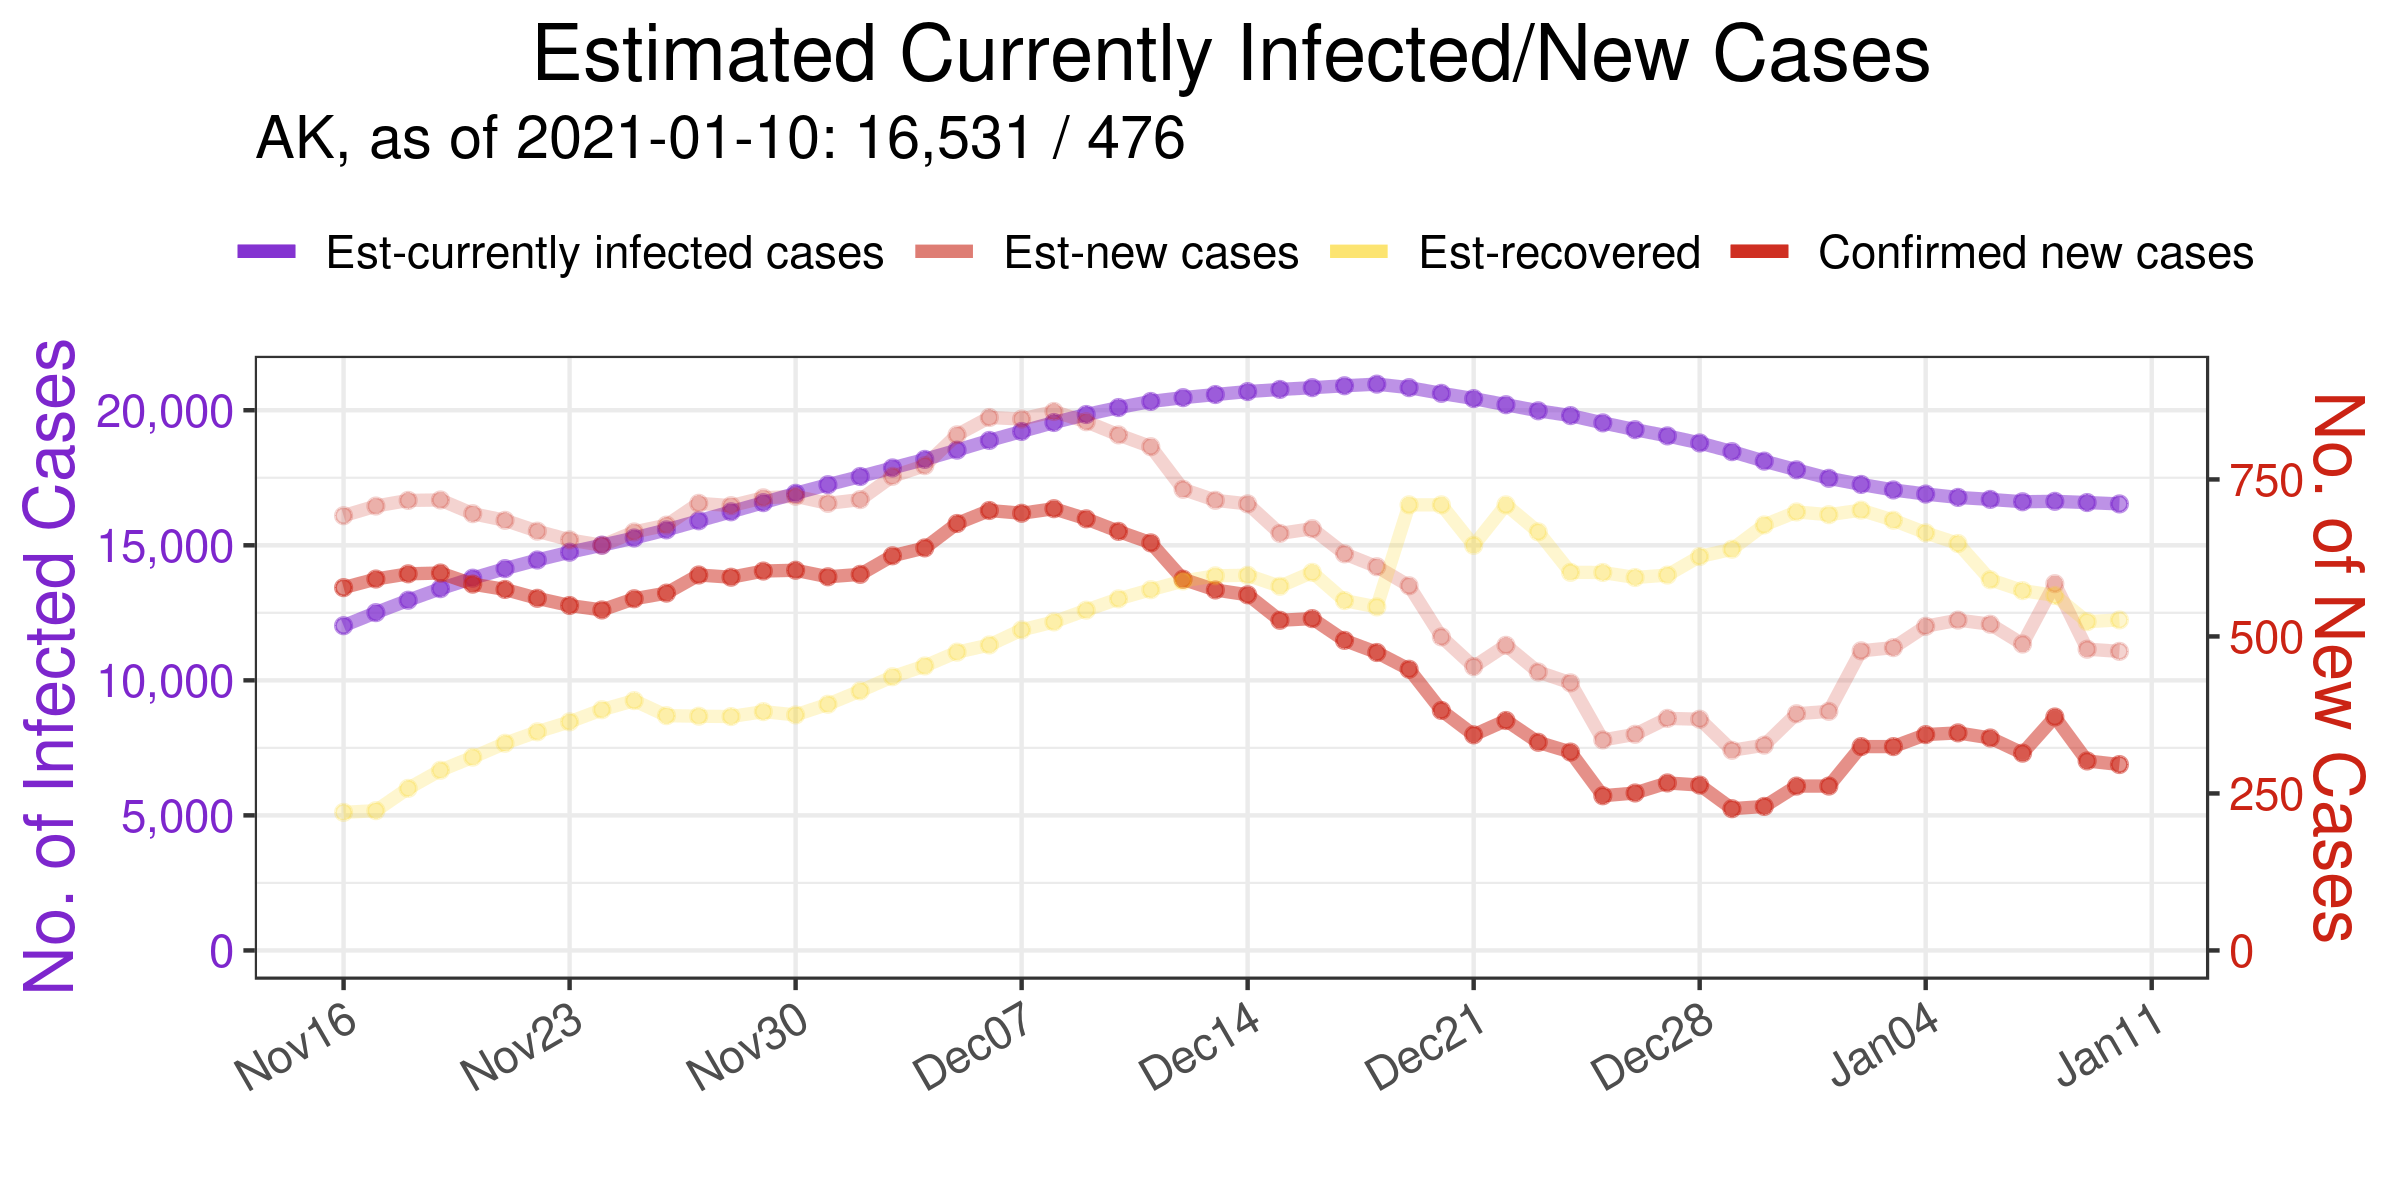 Estimated Currently Infected/New Cases
AK, as of 2021-01-10: 16,531 / 476
Est-currently infected cases Est-new cases Est-recovered Confirmed new cases
No. of Infected Cases
20,000
15,000
10,000
5,000
0
No. of New Cases
750
500
250
0
Nov16 Nov23 Nov30 Dec07 Dec14 Dec21 Dec28 Jan04 Jan11